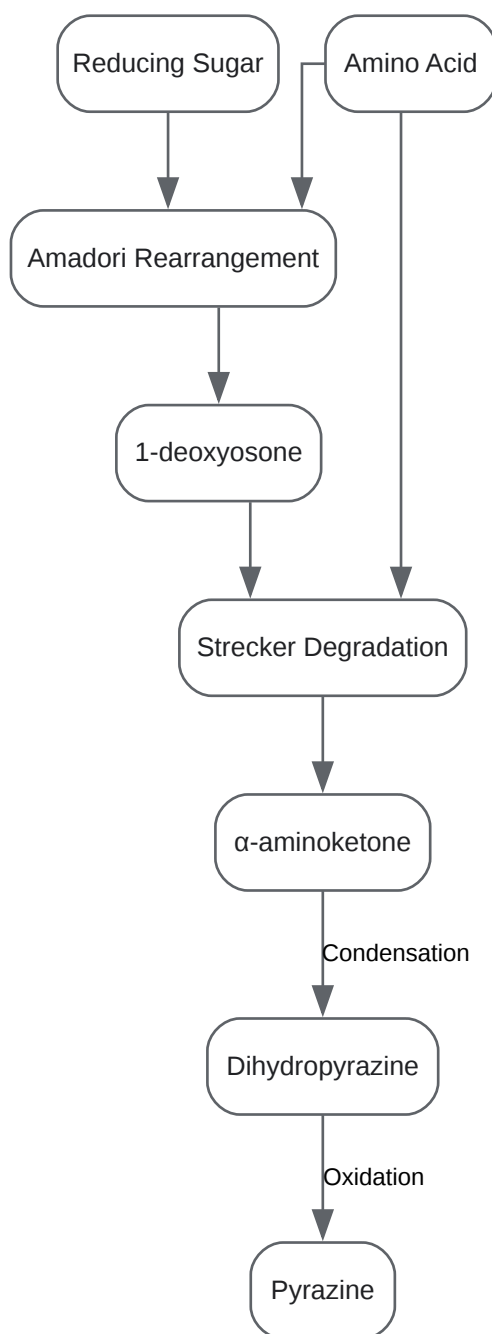 Reducing Sugar
Amino Acid
Amadori Rearrangement
1-deoxyosone
Strecker Degradation
α-aminoketone
Condensation
Dihydropyrazine
Oxidation
Pyrazine